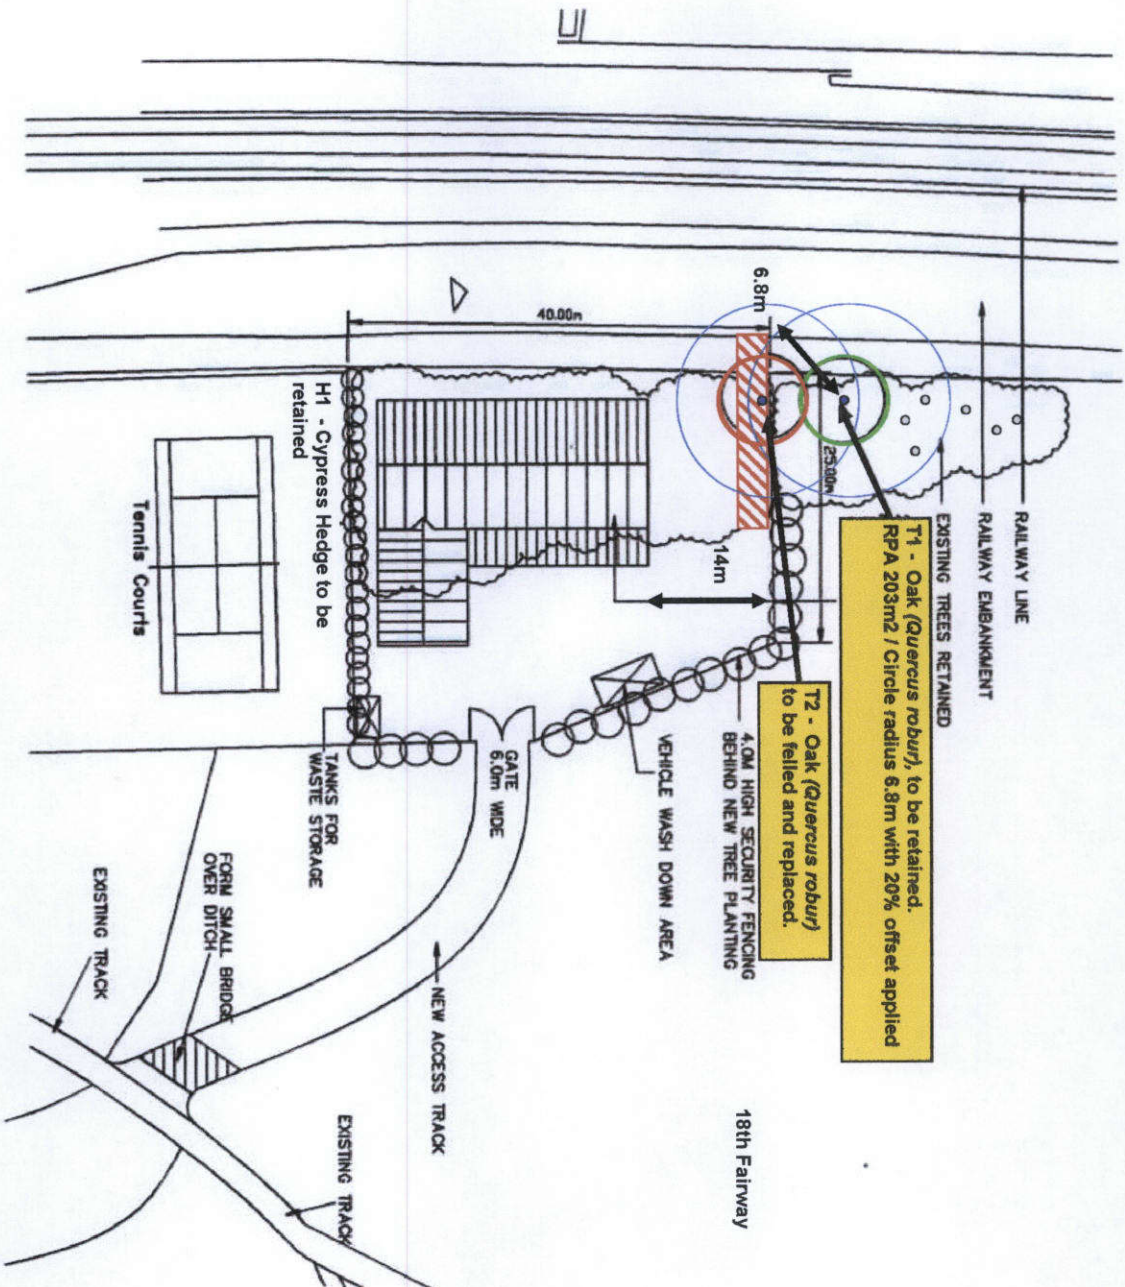 RAILWAY LINE
RAILWAY EMBANKMENT
EXISTING TREES RETAINED
T1 - Oak (Quercus robur), to be retained.
RPA 203m2 / Circle radius 6.8m with 20% offset applied
T2 - Oak (Quercus robur)
to be felled and replaced.
4.0M HIGH SECURITY FENCING
BEHIND NEW TREE PLANTING
VEHICLE WASH DOWN AREA
6.8m
40.00m
25.00m
14m
18th Fairway
H1 - Cypress Hedge to be
retained
GATE
6.0m WIDE
TANKS FOR
WASTE STORAGE
Tennis Courts
NEW ACCESS TRACK
FORM SMALL BRIDGE
OVER DITCH
EXISTING TRACK
EXISTING TRACK